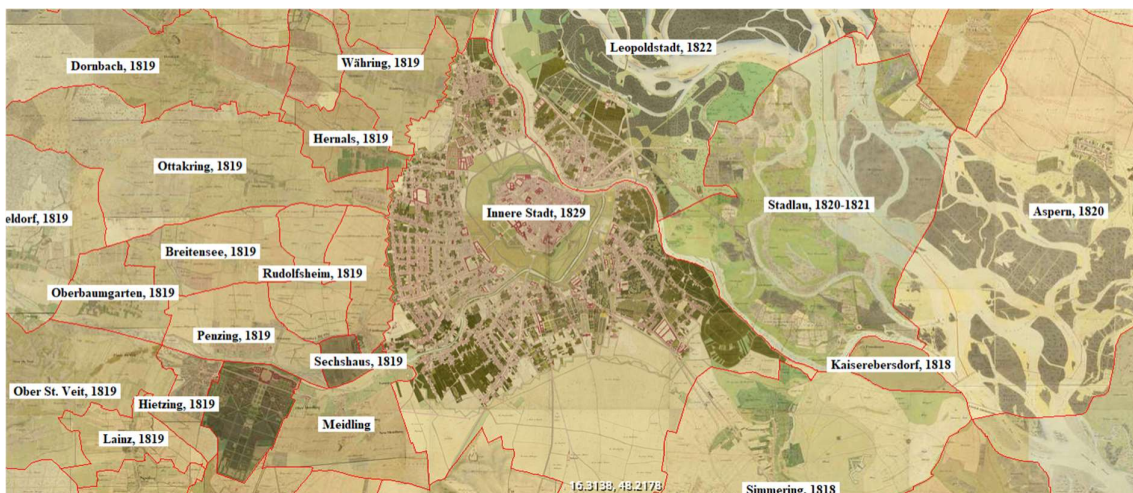 Leopoldstadt, 1822
Dornbach, 1819
Währing, 1819
Hernals, 1819
Ottakring, 1819
Stadlau, 1820-1821
Innere Stadt, 1829
Aspern, 1820
eldorf, 1819
Breitensee, 1819
Rudolfsheim, 1819
Oberbaumgarten, 1819
Penzing, 1819
Sechshaus, 1819
Kaiserebersdorf, 1818
Ober St. Veit, 1819
Hietzing, 1819
Meidling
Lainz, 1819
16.3138, 48.2178
Simmering, 1818